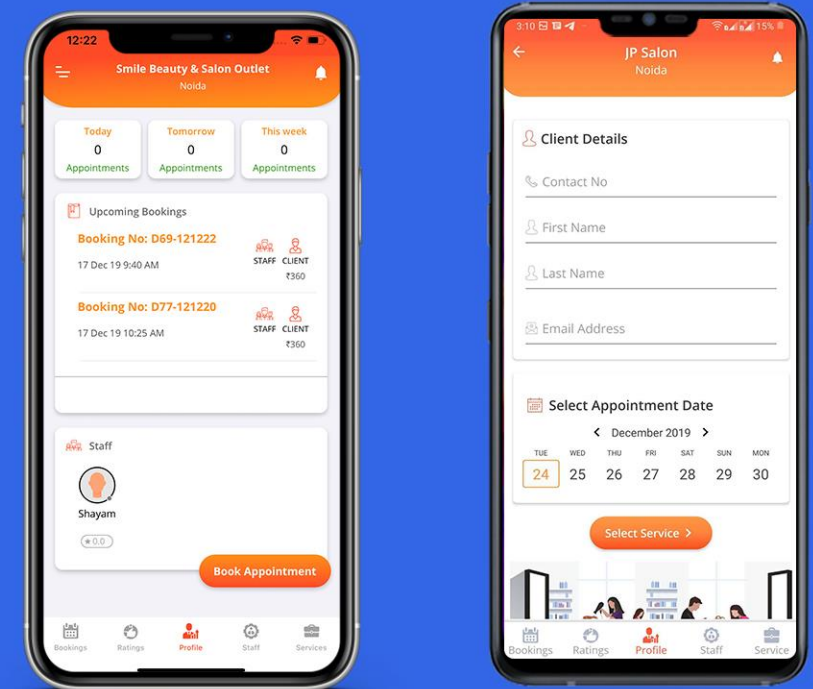 12:22
Smile Beauty & Salon Outlet
Noida
Today
0
Appointments
Tomorrow
0
Appointments
This week
0
Appointments
Upcoming Bookings
Booking No: D69-121222
17 Dec 19 9:40 AM
STAFF CLIENT
₹360
Booking No: D77-121220
17 Dec 19 10:25 AM
STAFF CLIENT
₹360
Staff
Shayam
★0.0
Book Appointment
Bookings Ratings Profile Staff Services
3:10 15%
JP Salon
Noida
Client Details
Contact No
First Name
Last Name
Email Address
Select Appointment Date
< December 2019 >
TUE WED THU FRI SAT SUN MON
24 25 26 27 28 29 30
Select Service >
Bookings Ratings Profile Staff Service